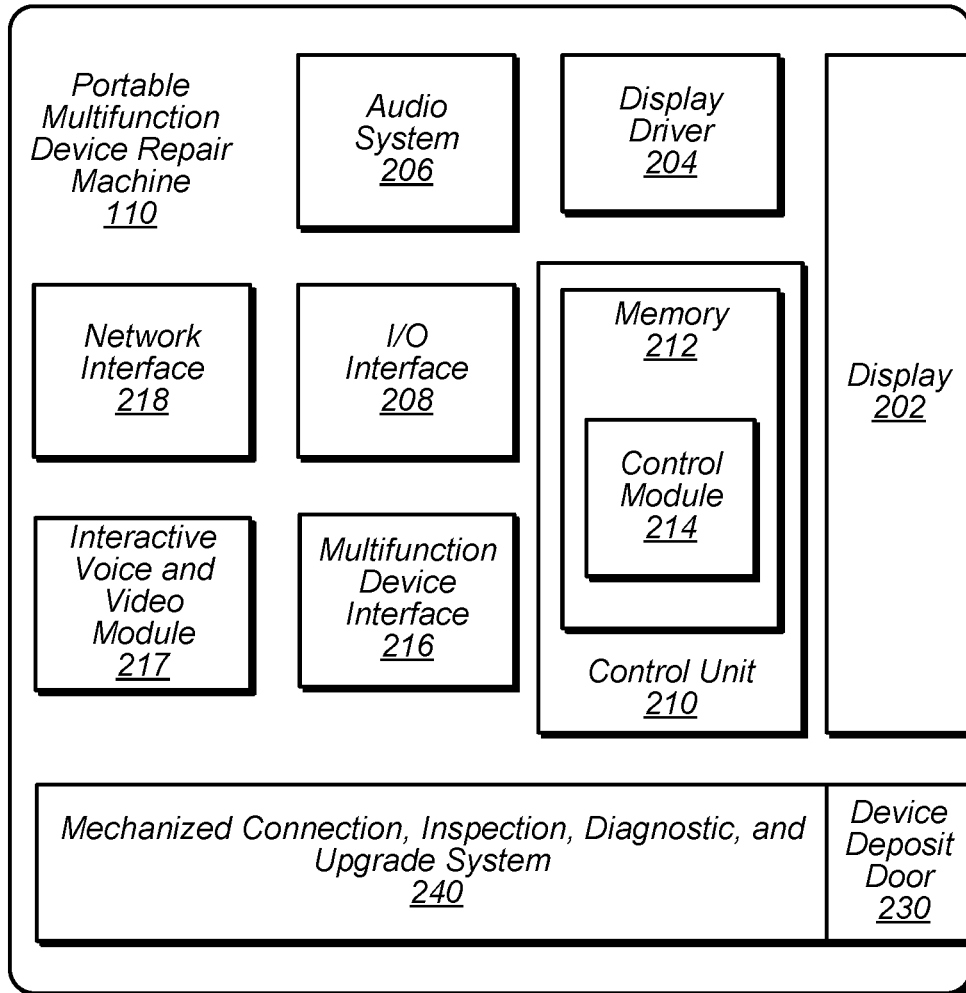 Portable
Multifunction
Device Repair
Machine
110
Audio
System
206
Display
Driver
204
Network
Interface
218
I/O
Interface
208
Memory
212
Control
Module
214
Control Unit
210
Display
202
Interactive
Voice and
Video
Module
217
Multifunction
Device
Interface
216
Mechanized Connection, Inspection, Diagnostic, and
Upgrade System
240
Device
Deposit
Door
230